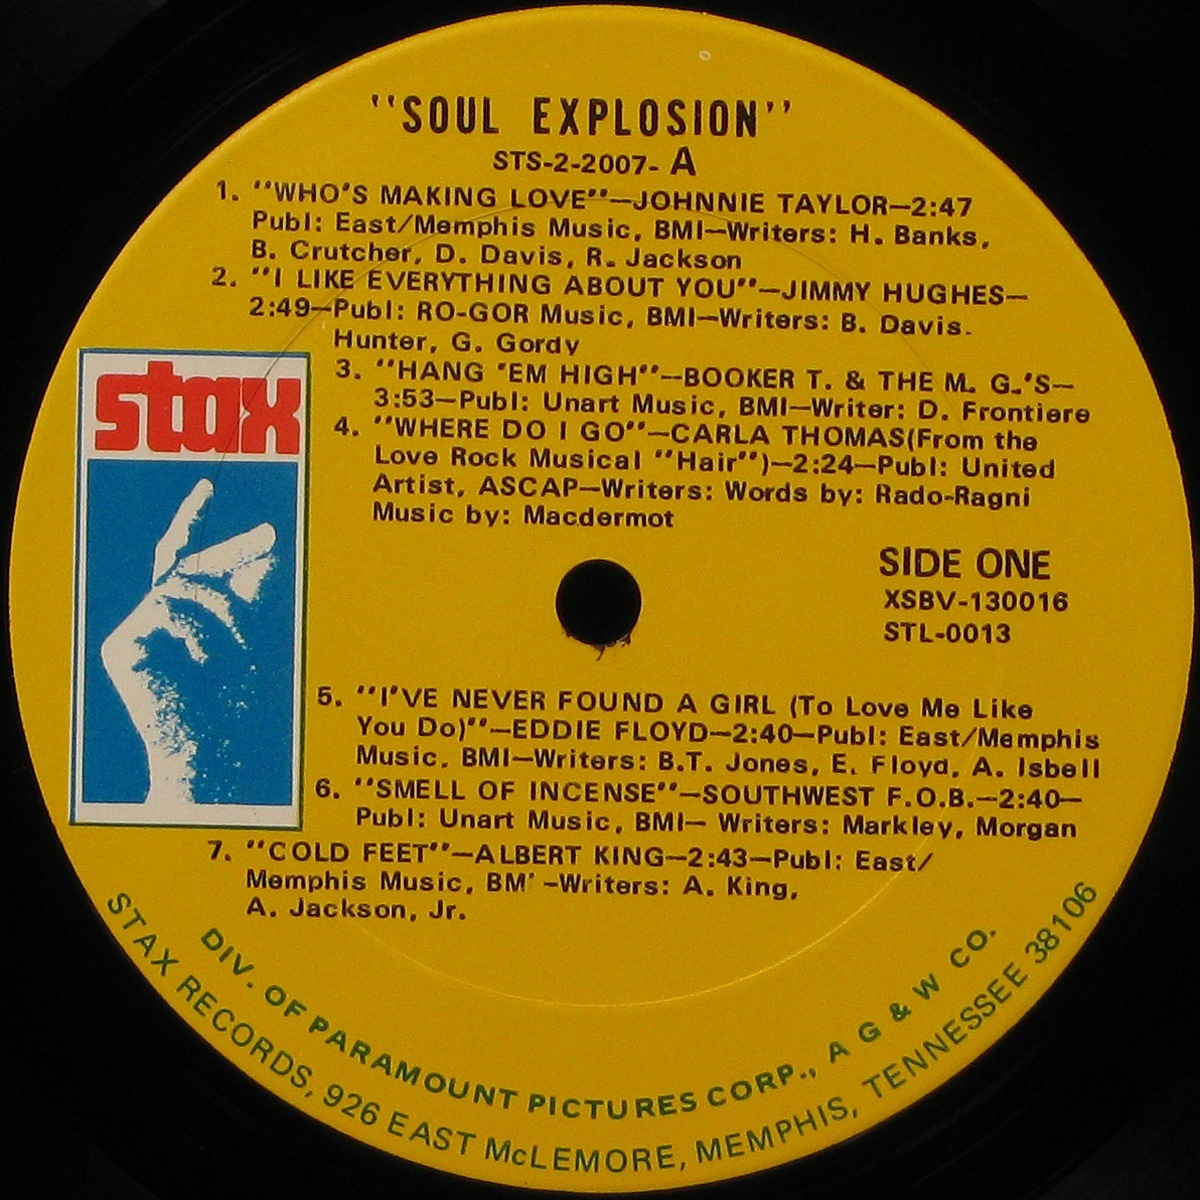 "SOUL EXPLOSION"
STS-2-2007- A
1. "WHO'S MAKING LOVE"—JOHNNIE TAYLOR—2:47
Publ: East/Memphis Music, BMI—Writers: H. Banks,
B. Crutcher, D. Davis, R. Jackson
2. "I LIKE EVERYTHING ABOUT YOU"—JIMMY HUGHES—
2:49—Publ: RO-GOR Music, BMI—Writers: B. Davis.
Hunter, G. Gordy
3. "HANG 'EM HIGH"—BOOKER T. & THE M. G.'S—
3:53—Publ: Unart Music, BMI—Writer: D. Frontiere
4. "WHERE DO I GO"—CARLA THOMAS(From the
Love Rock Musical "Hair")—2:24—Publ: United
Artist, ASCAP—Writers: Words by: Rado-Ragni
Music by: Macdermot
stax
SIDE ONE
XSBV-130016
STL-0013
5. "I'VE NEVER FOUND A GIRL (To Love Me Like
You Do)"—EDDIE FLOYD—2:40—Publ: East/Memphis
Music, BMI—Writers: B.T. Jones, E. Floyd, A. Isbell
6. "SMELL OF INCENSE"—SOUTHWEST F.O.B.—2:40—
Publ: Unart Music, BMI— Writers: Markley, Morgan
7. "COLD FEET"—ALBERT KING—2:43—Publ: East/
Memphis Music, BM' -Writers: A. King,
A. Jackson, Jr.
DIV. OF PARAMOUNT PICTURES CORP., A G & W CO.
STAX RECORDS, 926 EAST McLEMORE, MEMPHIS, TENNESSEE 38106